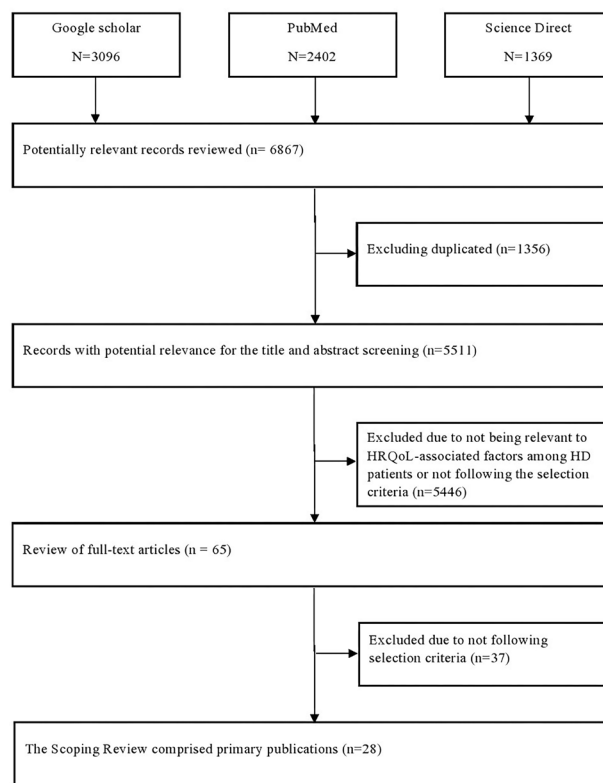 Google scholar
N=3096
PubMed
N=2402
Science Direct
N=1369
Potentially relevant records reviewed (n= 6867)
Excluding duplicated (n=1356)
Records with potential relevance for the title and abstract screening (n=5511)
Excluded due to not being relevant to
HRQoL-associated factors among HD
patients or not following the selection
criteria (n=5446)
Review of full-text articles (n = 65)
Excluded due to not following
selection criteria (n=37)
The Scoping Review comprised primary publications (n=28)